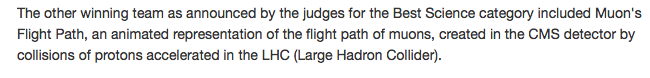 The other winning team as announced by the judges for the Best Science category included Muon's
Flight Path, an animated representation of the flight path of muons, created in the CMS detector by
collisions of protons accelerated in the LHC (Large Hadron Collider).